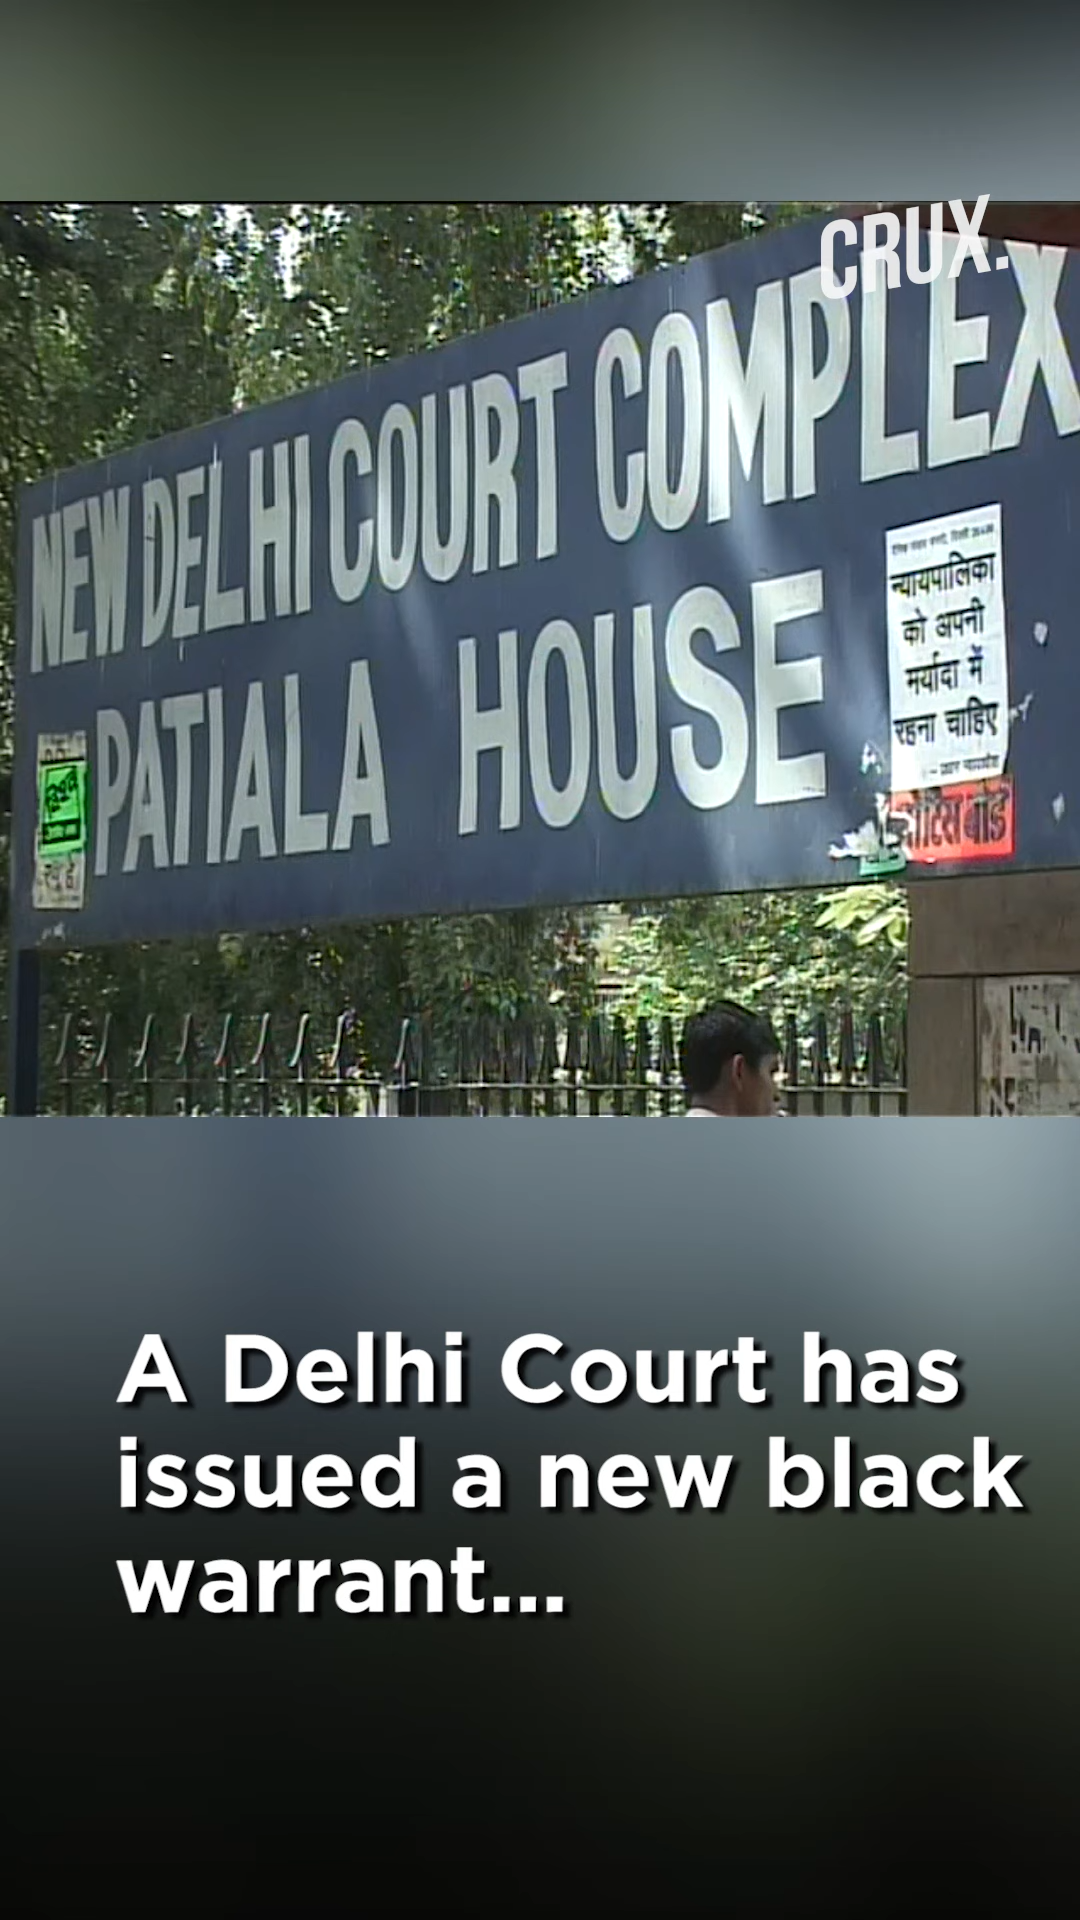 CRUX.
NEW DELHI COURT COMPLEX
PATIALA HOUSE
न्यायपालिका
को अपनी
मर्यादा में
रहना चाहिए
A Delhi Court has
issued a new black
warrant...